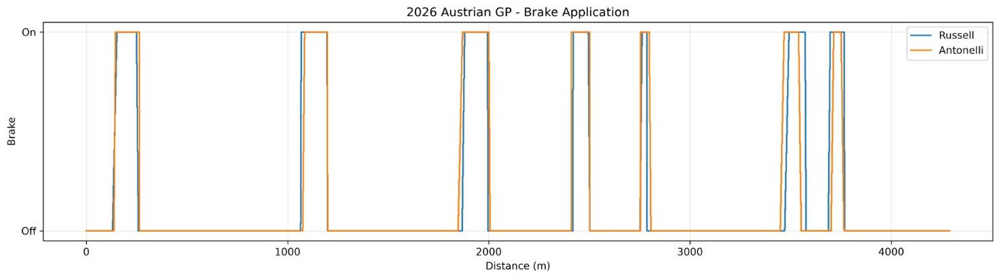 2026 Austrian GP - Brake Application
On
Off
Brake
Russell
Antonelli
0
1000
2000
3000
4000
Distance (m)